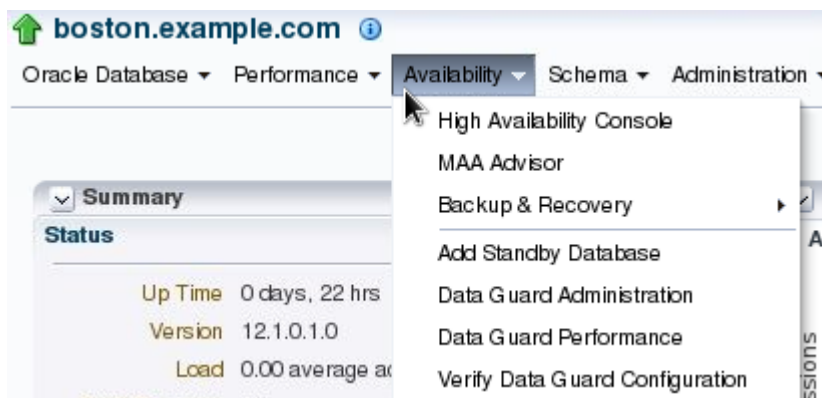 boston.example.com
Oracle Database Performance Availability Schema Administration
High Availability Console
MAA Advisor
Backup & Recovery
Add Standby Database
Data Guard Administration
Data Guard Performance
Verify Data Guard Configuration
Summary
Status
Up Time 0 days, 22 hrs
Version 12.1.0.1.0
Load 0.00 average